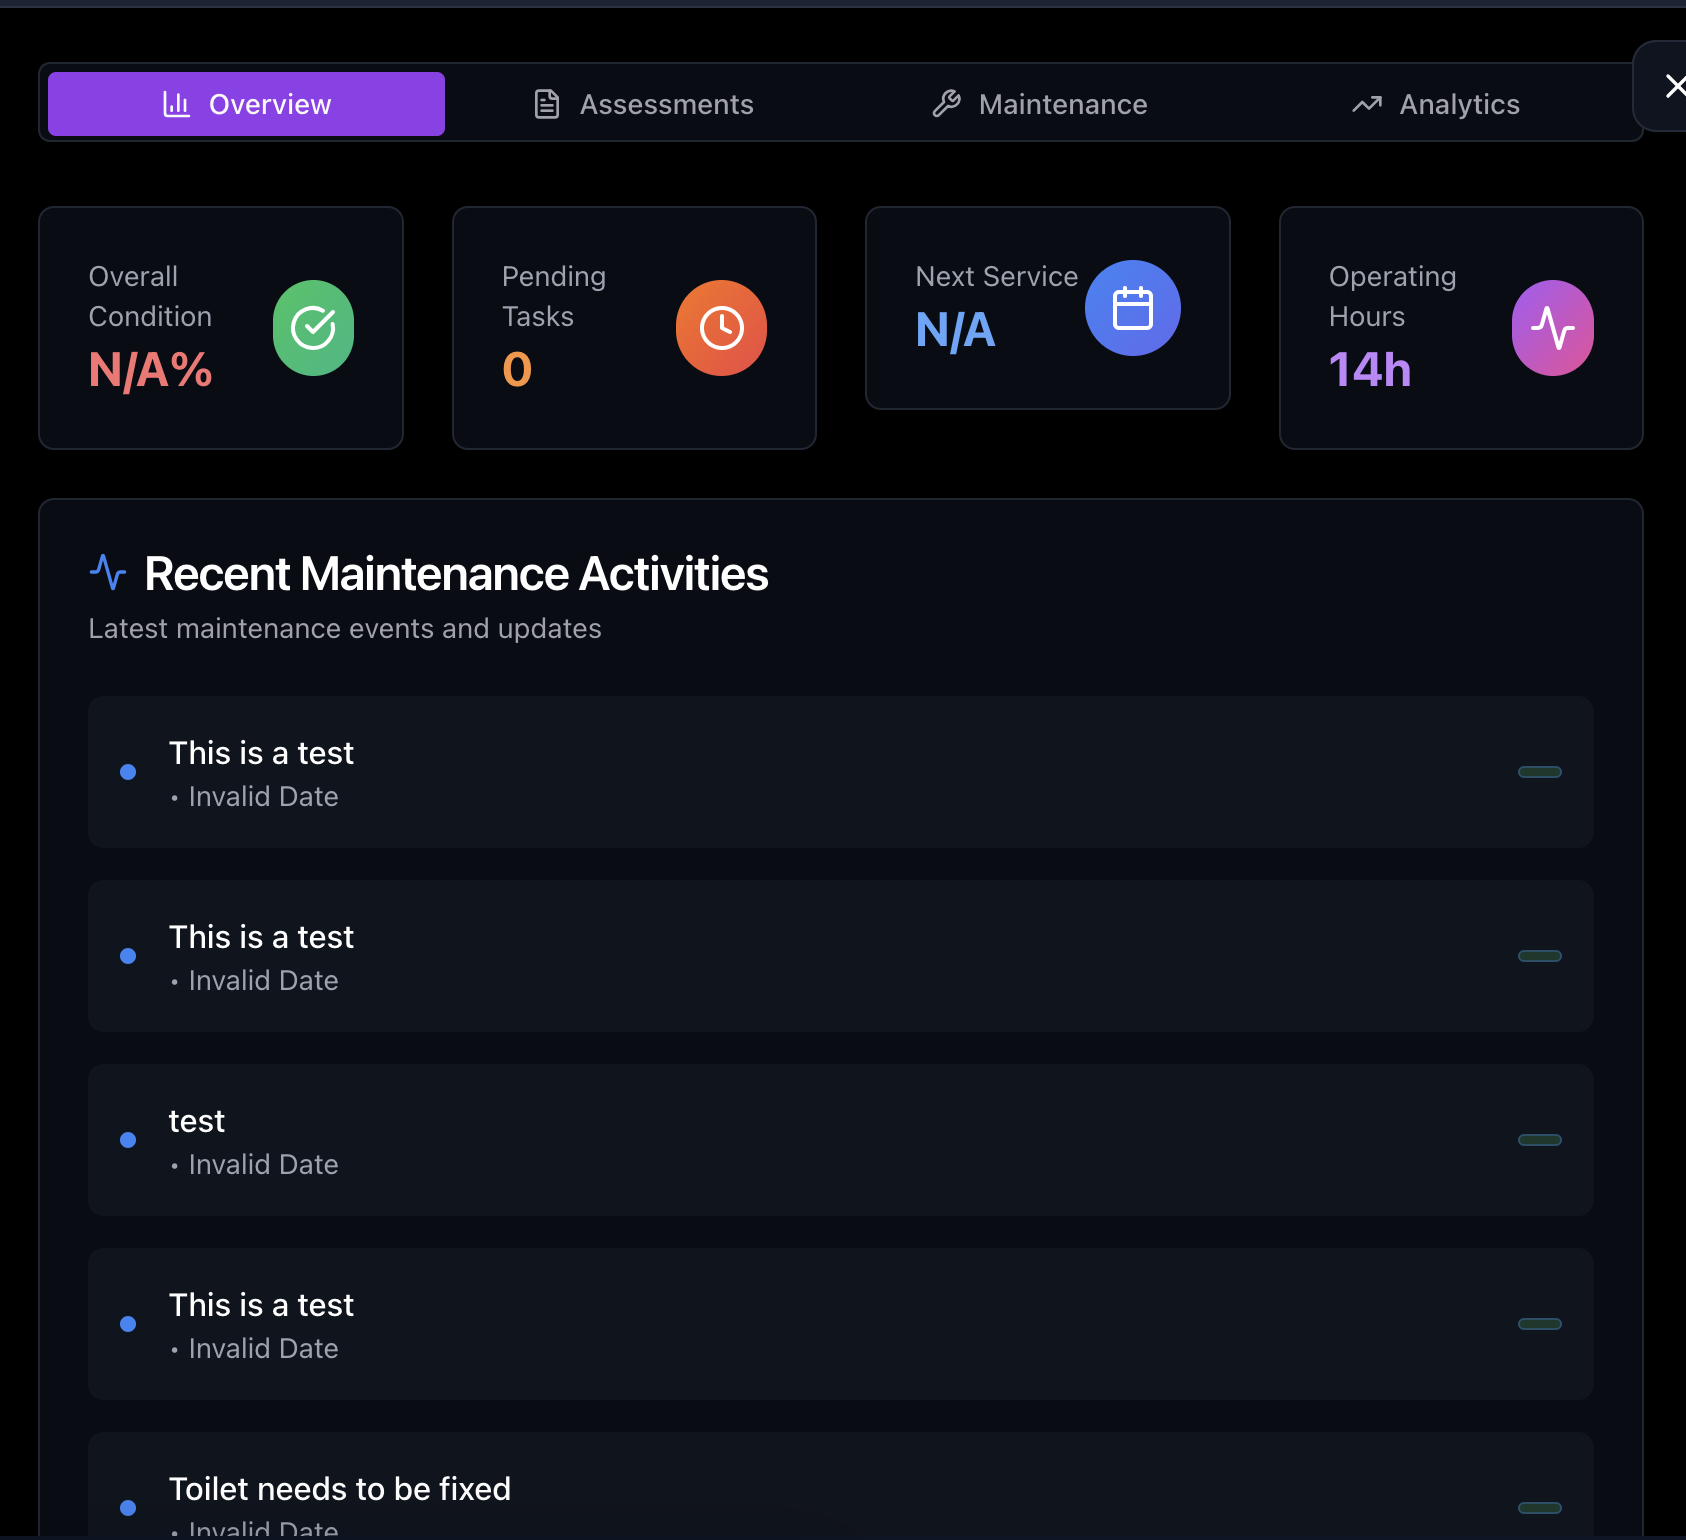 Overview
Assessments
Maintenance
Analytics
Overall
Condition
N/A%
Pending
Tasks
0
Next Service
N/A
Operating
Hours
14h
Recent Maintenance Activities
Latest maintenance events and updates
This is a test
• Invalid Date
This is a test
• Invalid Date
test
• Invalid Date
This is a test
• Invalid Date
Toilet needs to be fixed
• Invalid Date